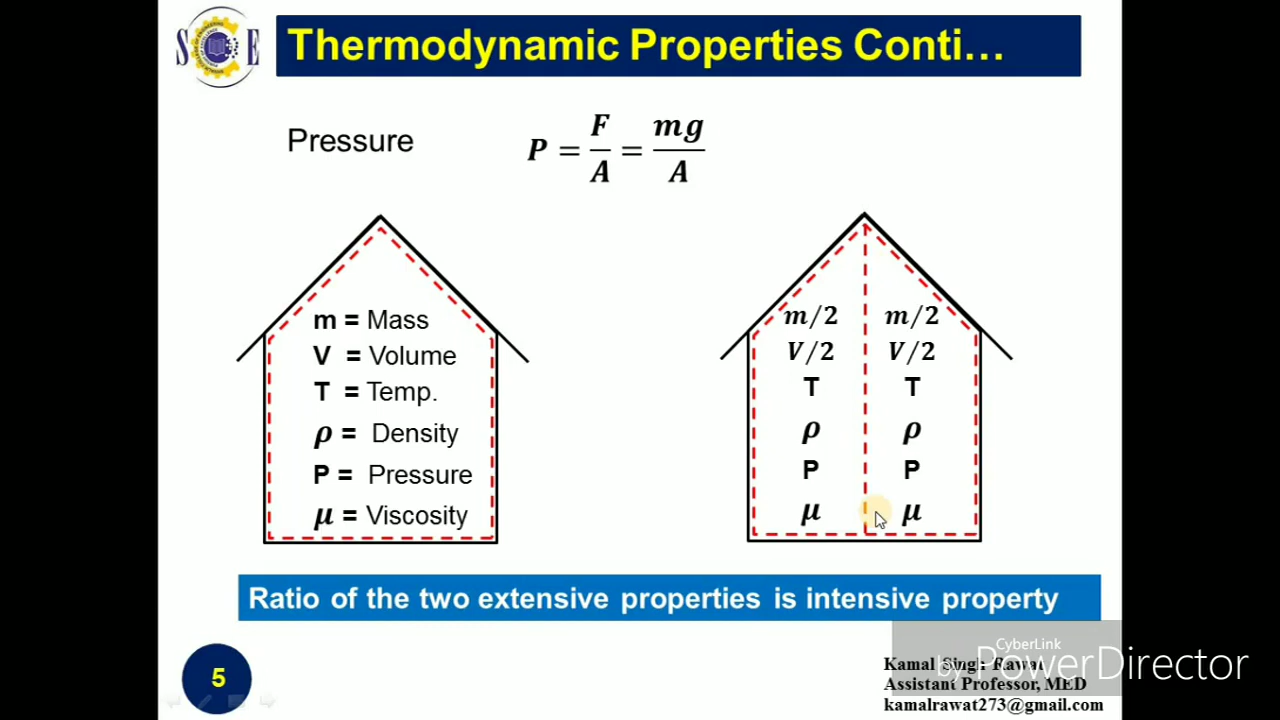 S E
Thermodynamic Properties Conti...
Pressure P = F/A = mg/A
m = Mass
V = Volume
T = Temp.
ρ = Density
P = Pressure
μ = Viscosity
m/2 m/2
V/2 V/2
T T
ρ ρ
P P
μ μ
Ratio of the two extensive properties is intensive property
5
CyberLink
by PowerDirector
Kamal Singh Rawat
Assistant Professor, MED
kamalrawat273@gmail.com